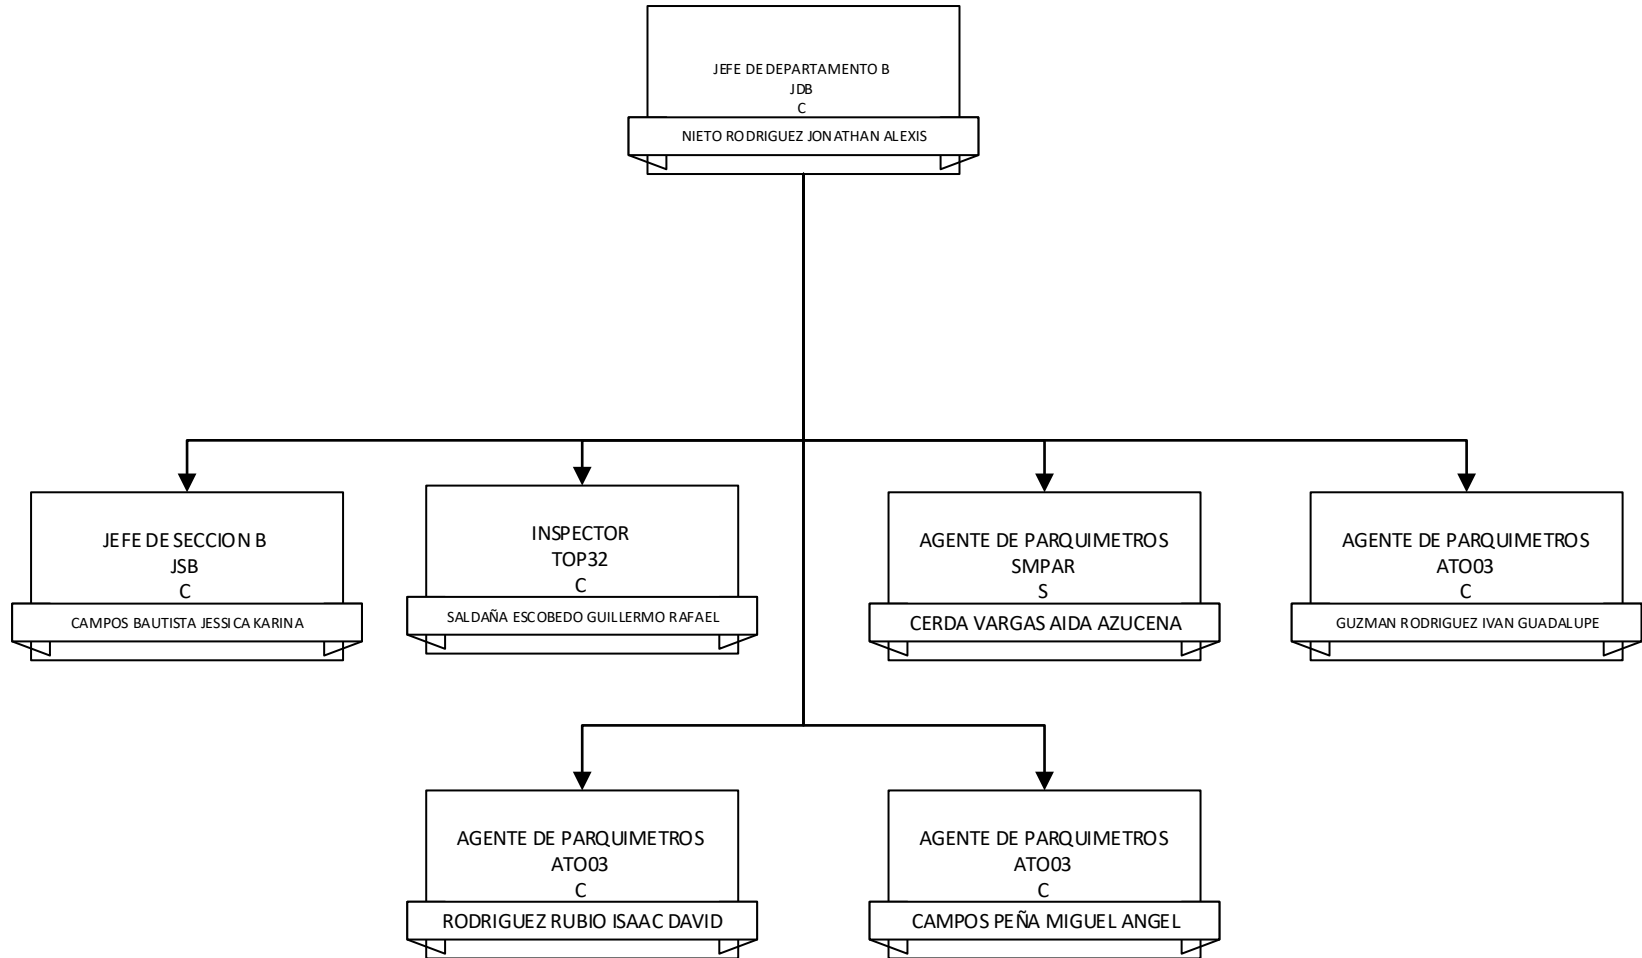 JEFE DE DEPARTAMENTO B
JDB
C
NIETO RODRIGUEZ JONATHAN ALEXIS
JEFE DE SECCION B
JSB
C
CAMPOS BAUTISTA JESSICA KARINA
INSPECTOR
TOP32
C
SALDAÑA ESCOBEDO GUILLERMO RAFAEL
AGENTE DE PARQUIMETROS
SMPAR
S
CERDA VARGAS AIDA AZUCENA
AGENTE DE PARQUIMETROS
ATO03
C
GUZMAN RODRIGUEZ IVAN GUADALUPE
AGENTE DE PARQUIMETROS
ATO03
C
RODRIGUEZ RUBIO ISAAC DAVID
AGENTE DE PARQUIMETROS
ATO03
C
CAMPOS PEÑA MIGUEL ANGEL